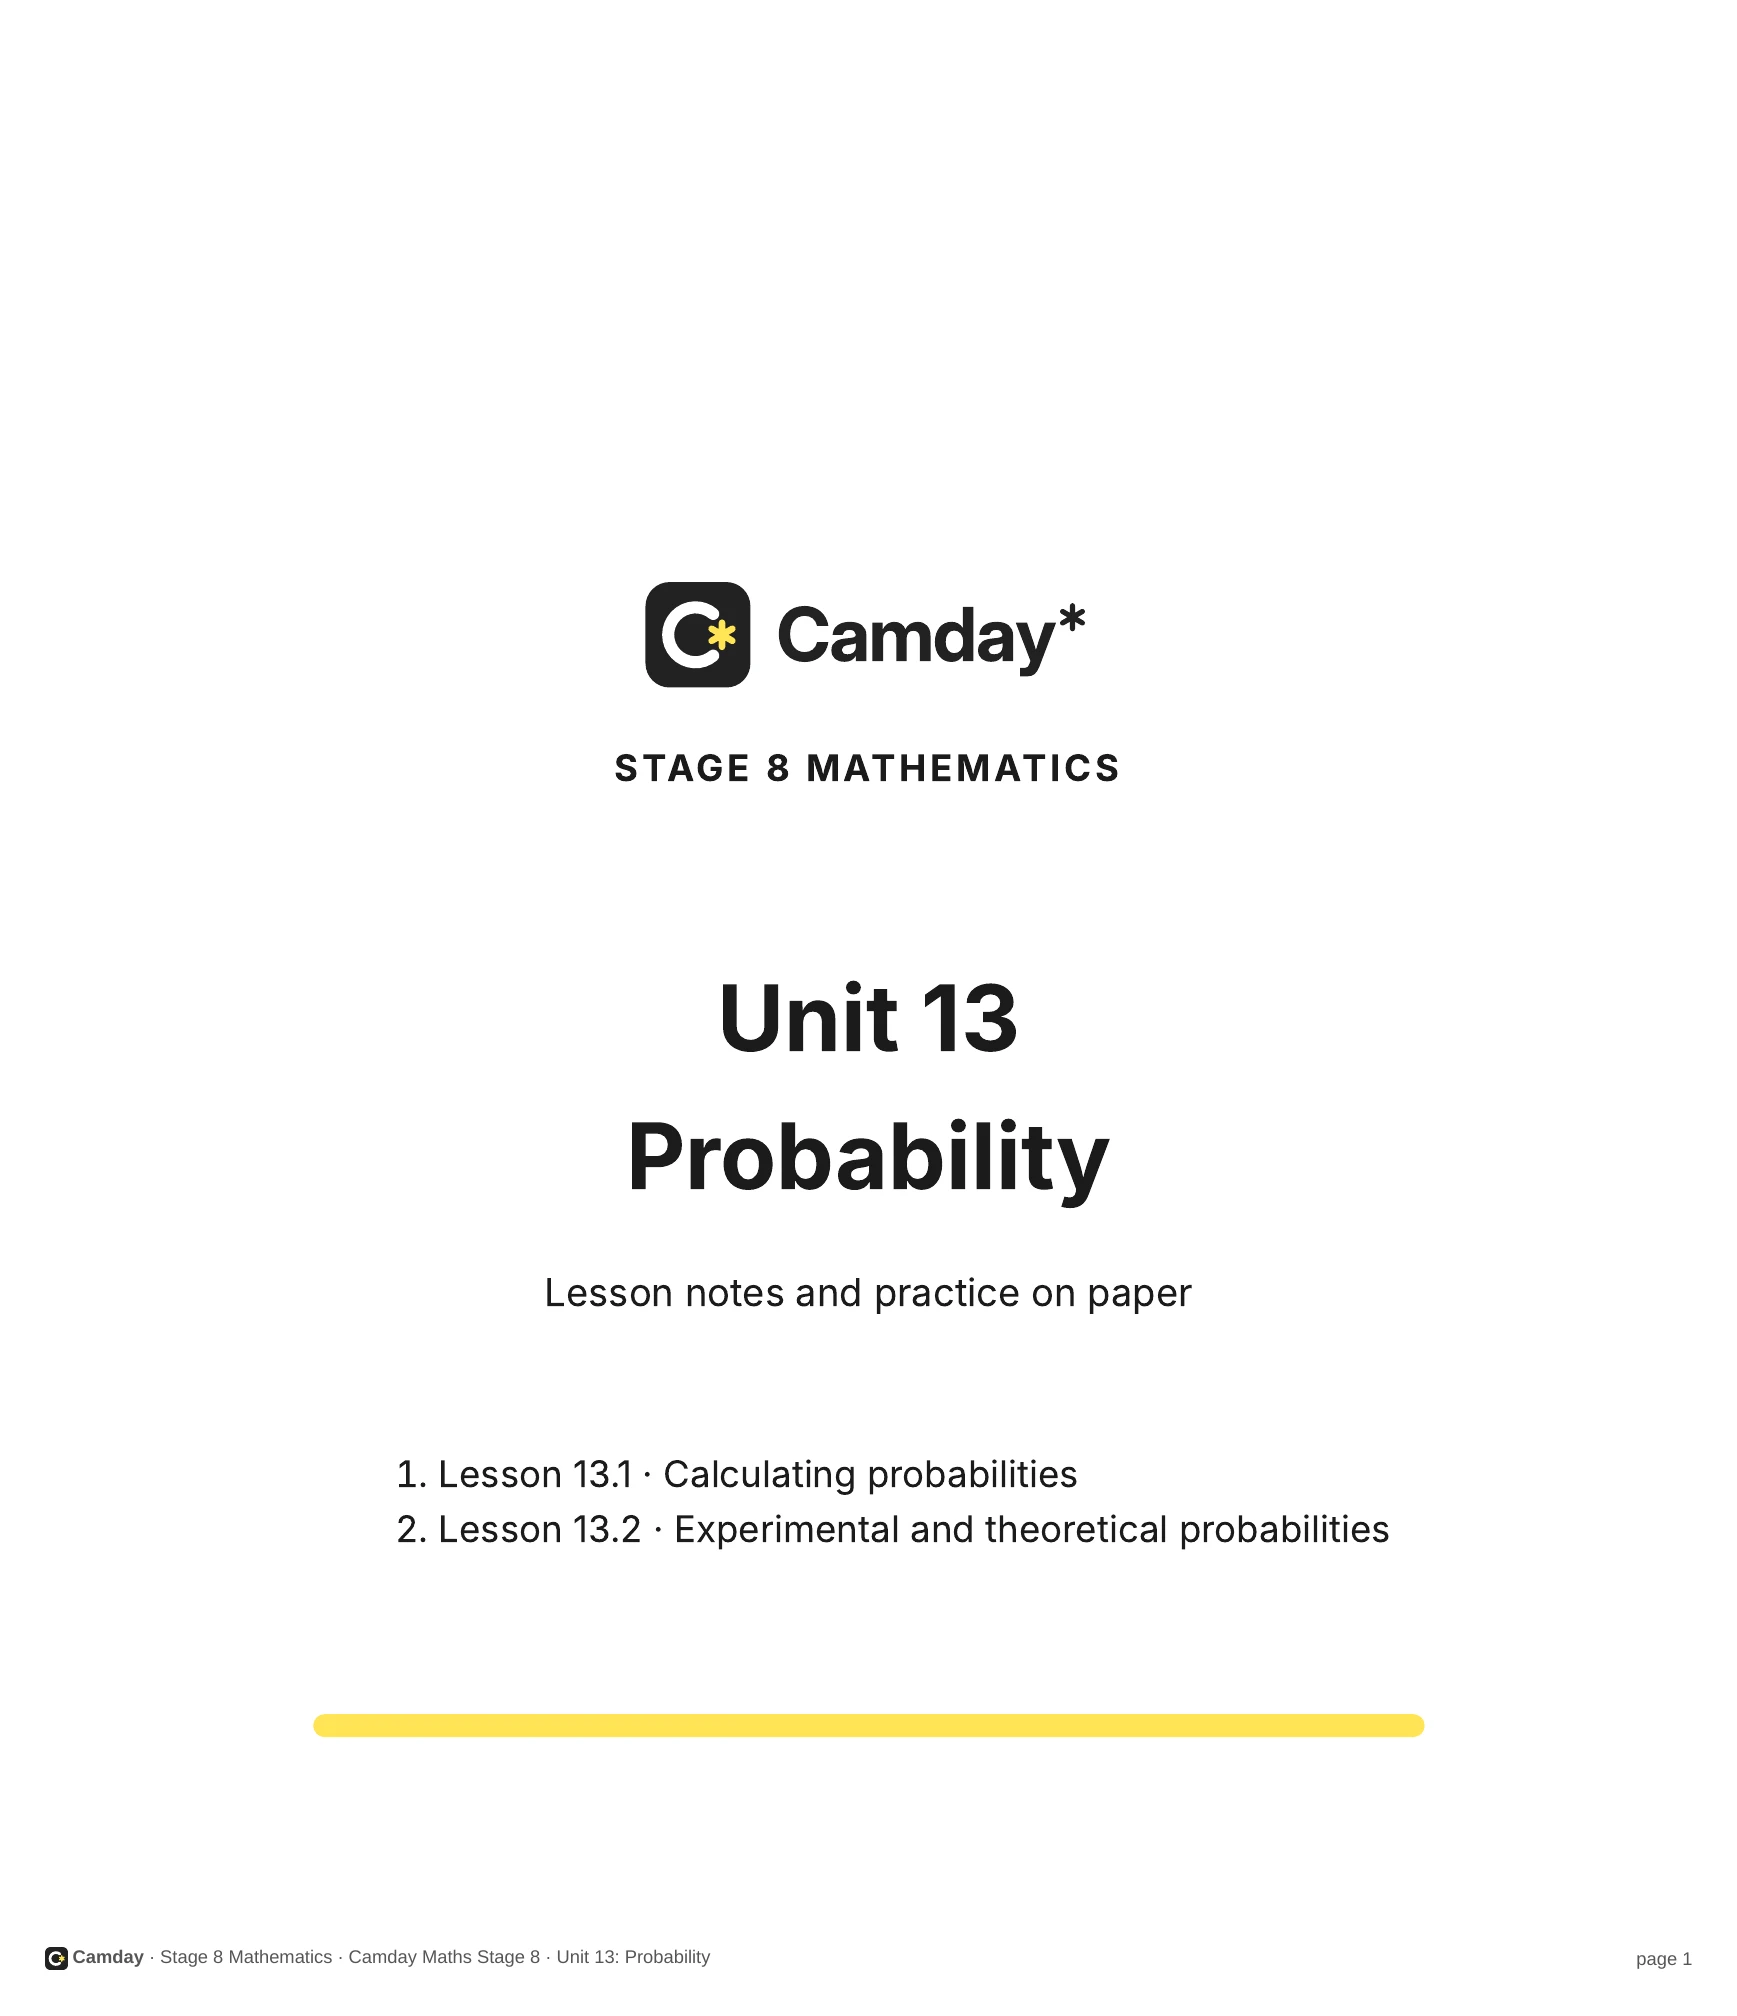 Camday*
STAGE 8 MATHEMATICS
Unit 13
Probability
Lesson notes and practice on paper
1. Lesson 13.1 · Calculating probabilities
2. Lesson 13.2 · Experimental and theoretical probabilities
Camday · Stage 8 Mathematics · Camday Maths Stage 8 · Unit 13: Probability
page 1